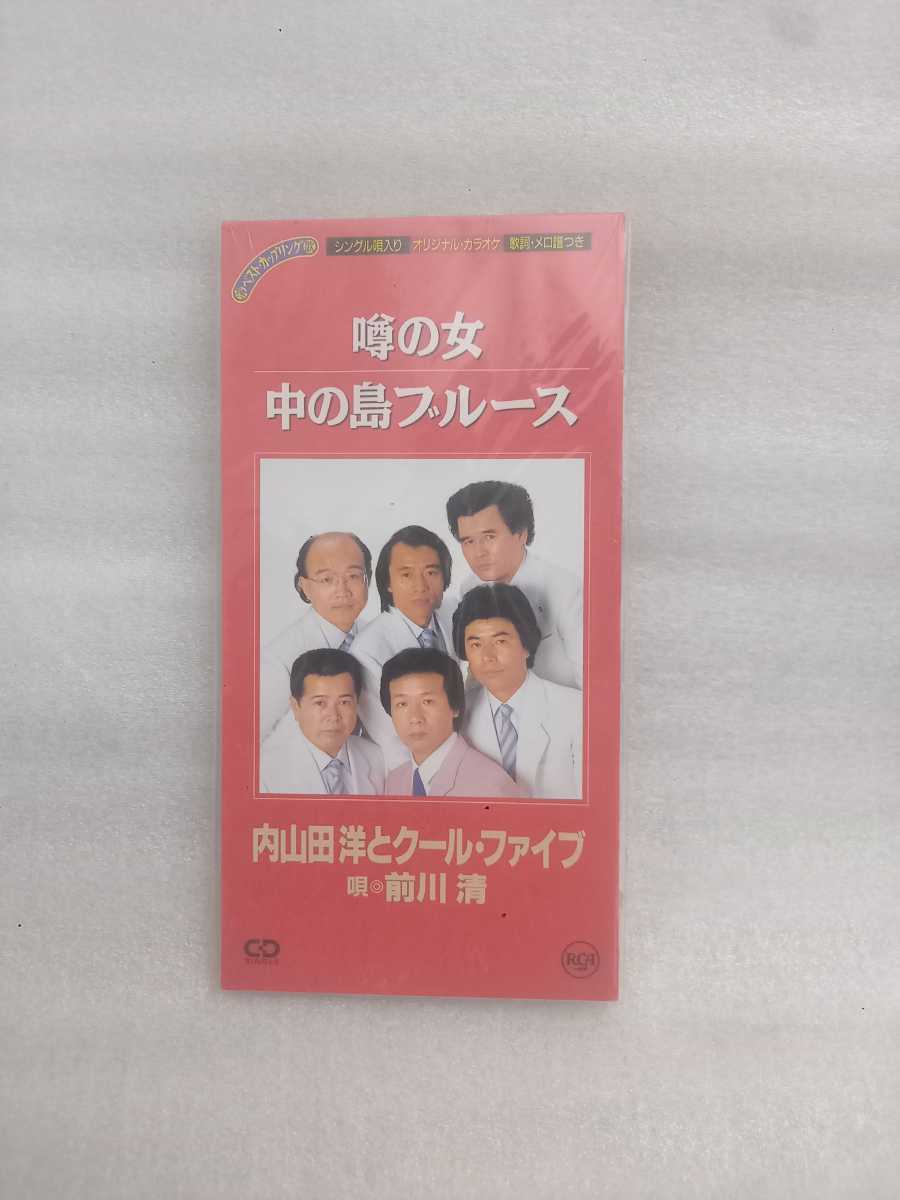 ベスト・カップリング
シングル唄入り オリジナル・カラオケ 歌詞・メロ譜つき
噂の女
中の島ブルース
内山田 洋とクール・ファイブ
唄◎前川 清
CD
SINGLE
RCA